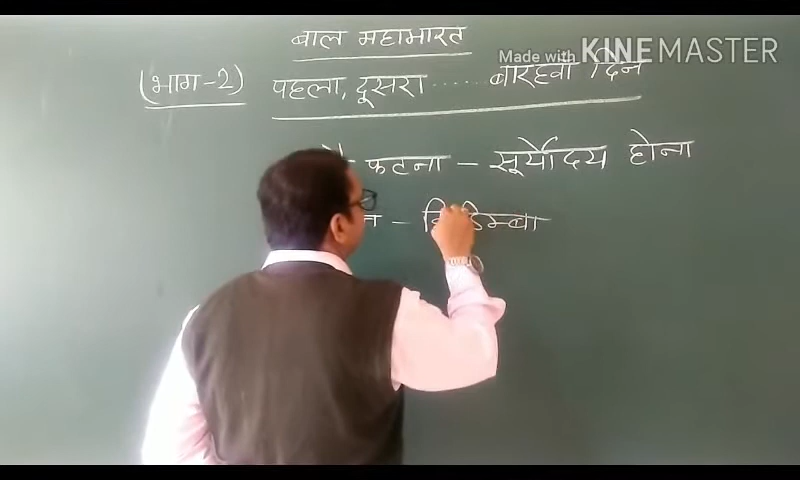 बाल महाभारत
Made with KINEMASTER
(भाग-2) पहला, दूसरा ...... बारहवाँ दिन
फटना – सूर्योदय होना